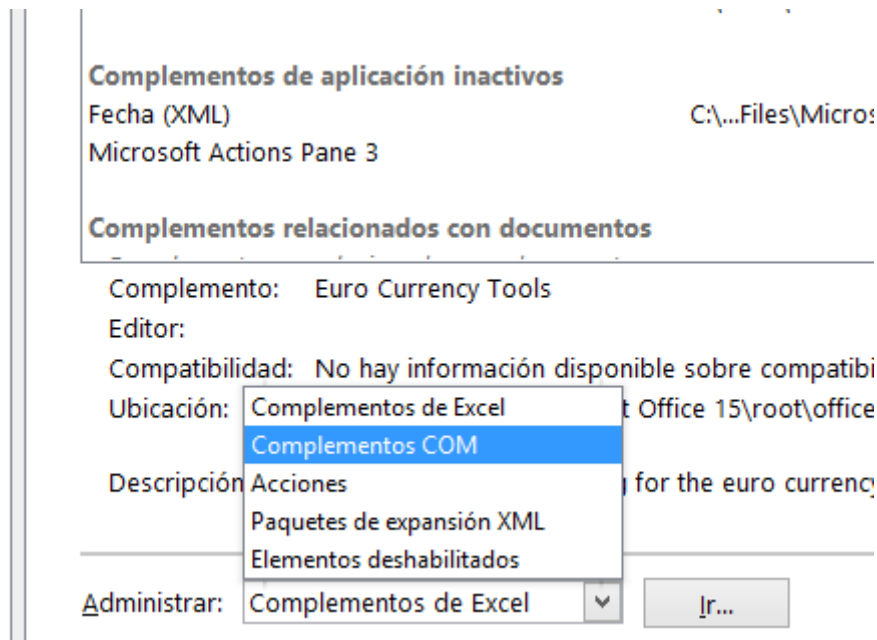 Complementos de aplicación inactivos
Fecha (XML) C:\...Files\Micros
Microsoft Actions Pane 3
Complementos relacionados con documentos
Complemento: Euro Currency Tools
Editor:
Compatibilidad: No hay información disponible sobre compatibi
Ubicación: Complementos de Excel t Office 15\root\office
Complementos COM
Descripción Acciones g for the euro currency
Paquetes de expansión XML
Elementos deshabilitados
Administrar: Complementos de Excel Ir...